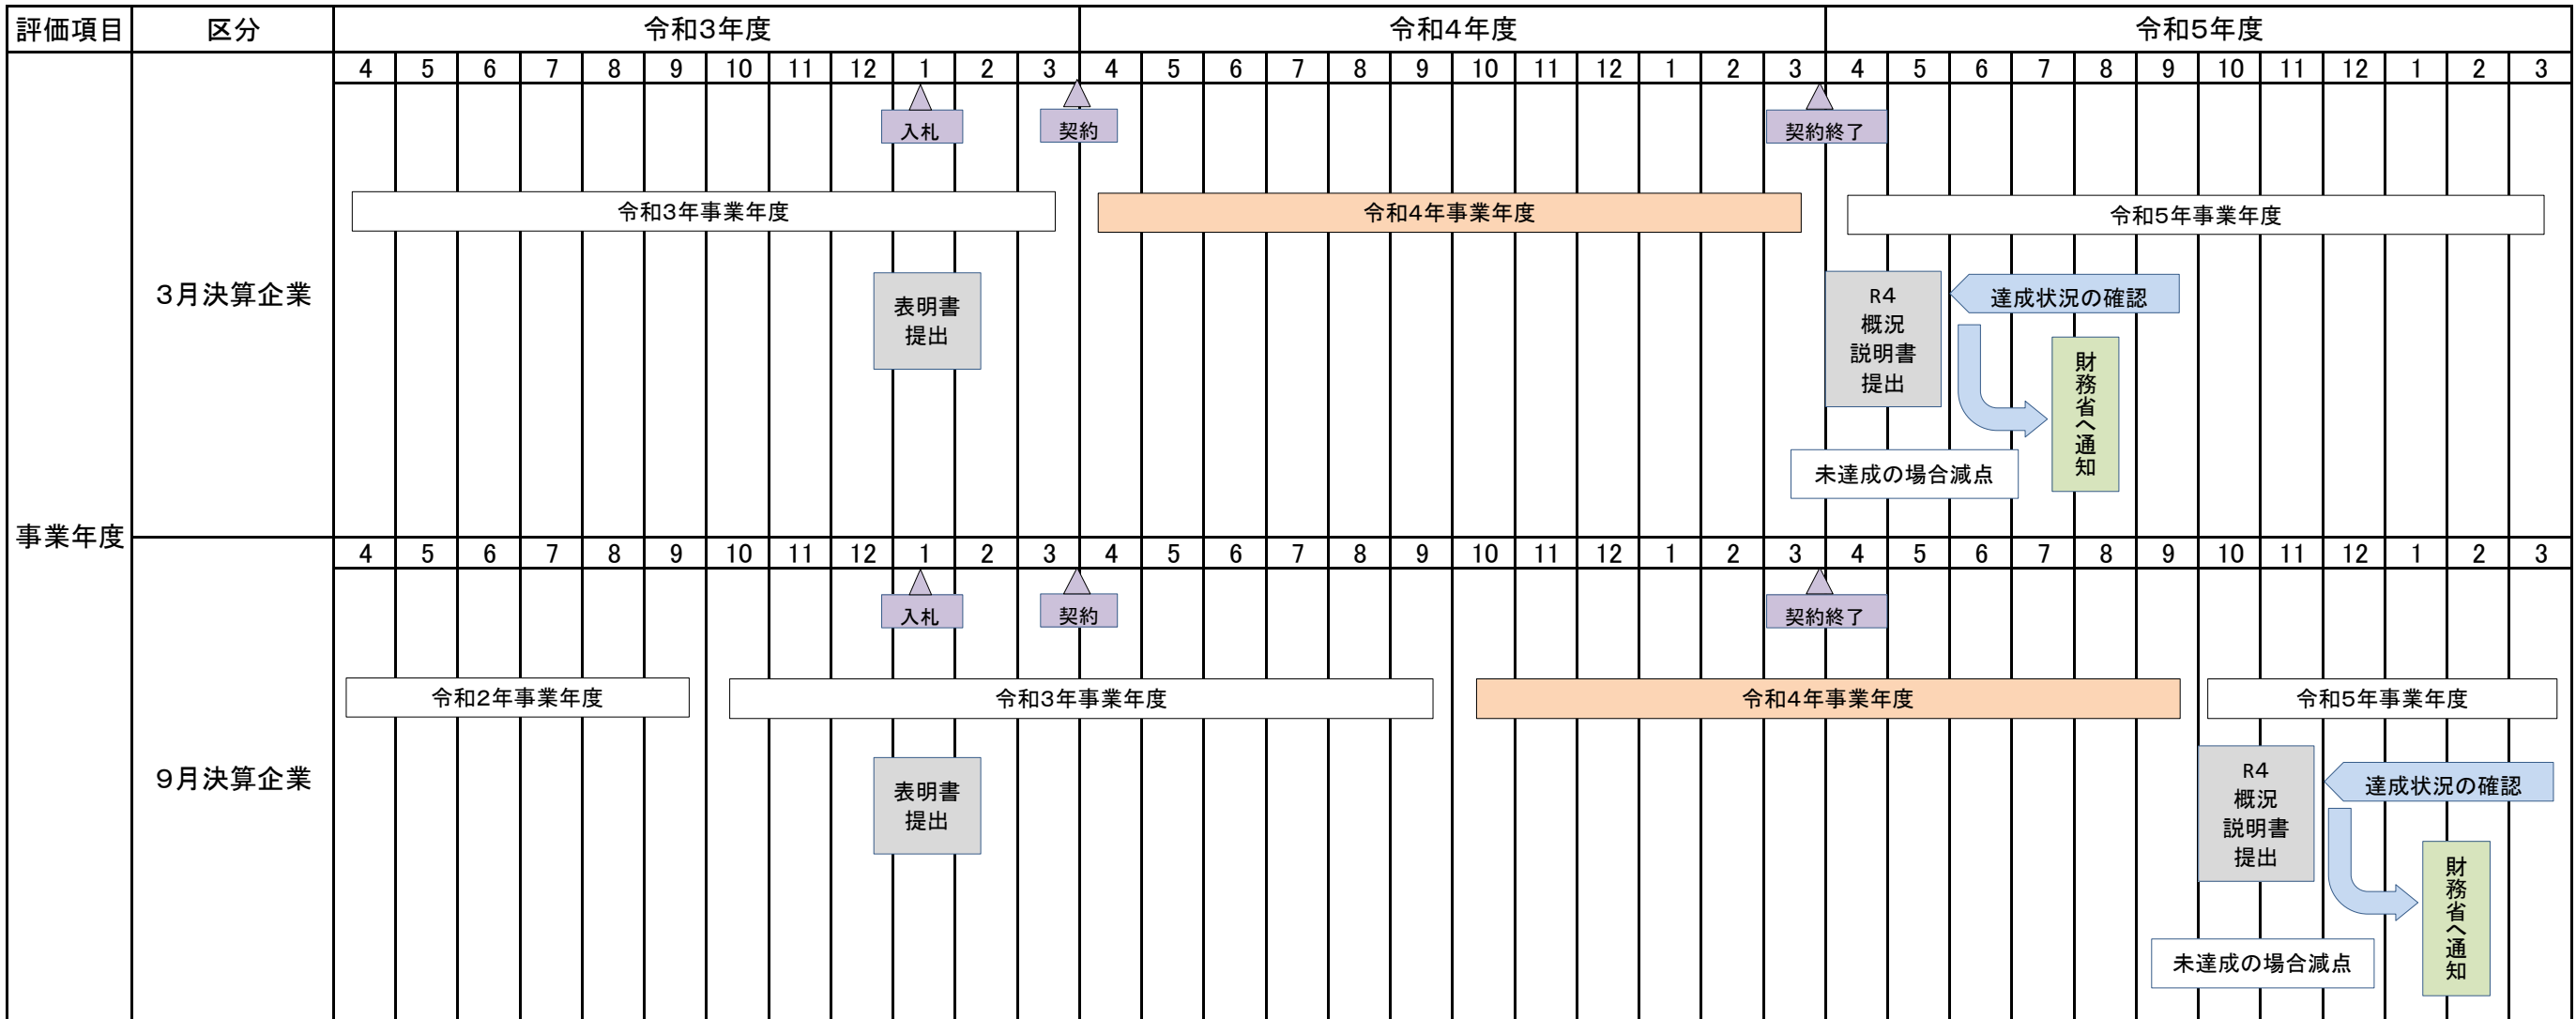 評価項目 区分 令和3年度 令和4年度 令和5年度
4 5 6 7 8 9 10 11 12 1 2 3 4 5 6 7 8 9 10 11 12 1 2 3 4 5 6 7 8 9 10 11 12 1 2 3
入札 契約 契約終了
令和3年事業年度 令和4年事業年度 令和5年事業年度
事業年度
3月決算企業
表明書
提出
R4
概況
説明書
提出
達成状況の確認
財務省へ通知
未達成の場合減点
4 5 6 7 8 9 10 11 12 1 2 3 4 5 6 7 8 9 10 11 12 1 2 3 4 5 6 7 8 9 10 11 12 1 2 3
入札 契約 契約終了
令和2年事業年度 令和3年事業年度 令和4年事業年度 令和5年事業年度
9月決算企業
表明書
提出
R4
概況
説明書
提出
達成状況の確認
財務省へ通知
未達成の場合減点